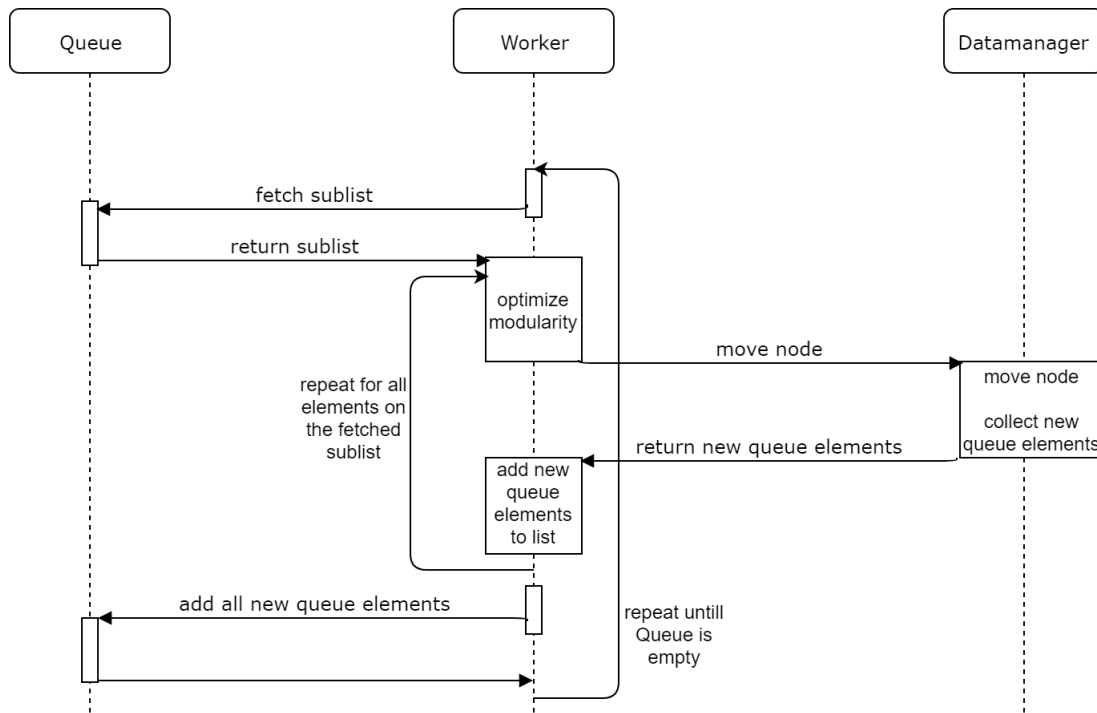 Queue
Worker
Datamanager
fetch sublist
return sublist
optimize
modularity
move node
move node
collect new
queue elements
repeat for all
elements on
the fetched
sublist
return new queue elements
add new
queue
elements
to list
add all new queue elements
repeat untill
Queue is
empty